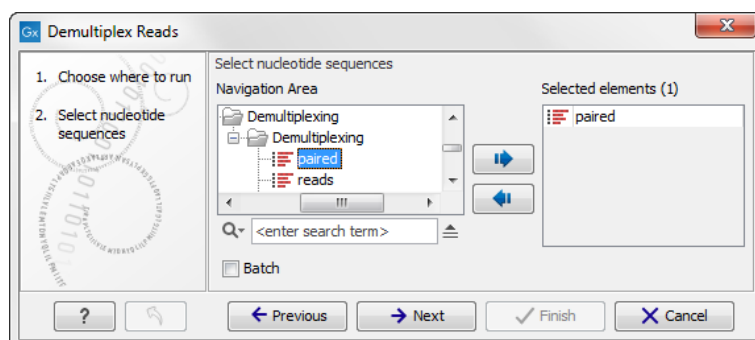 Gx Demultiplex Reads X
1. Choose where to run
2. Select nucleotide
sequences
Select nucleotide sequences
Navigation Area
Demultiplexing
Demultiplexing
paired
reads
<enter search term>
Batch
Selected elements (1)
paired
?
Previous
Next
Finish
Cancel